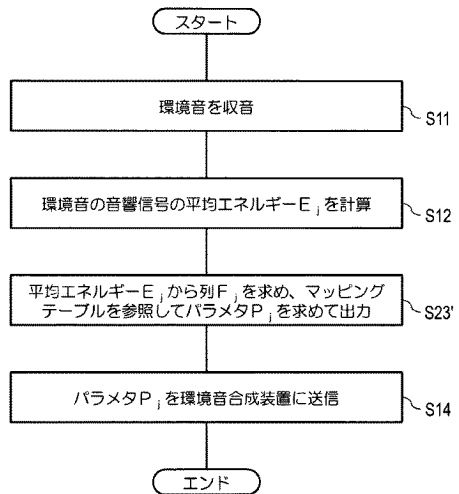 スタート
環境音を収音
S11
環境音の音響信号の平均エネルギーEjを計算
S12
平均エネルギーEjから列Fjを求め、マッピング
テーブルを参照してパラメタPjを求めて出力
S23'
パラメタPjを環境音合成装置に送信
S14
エンド